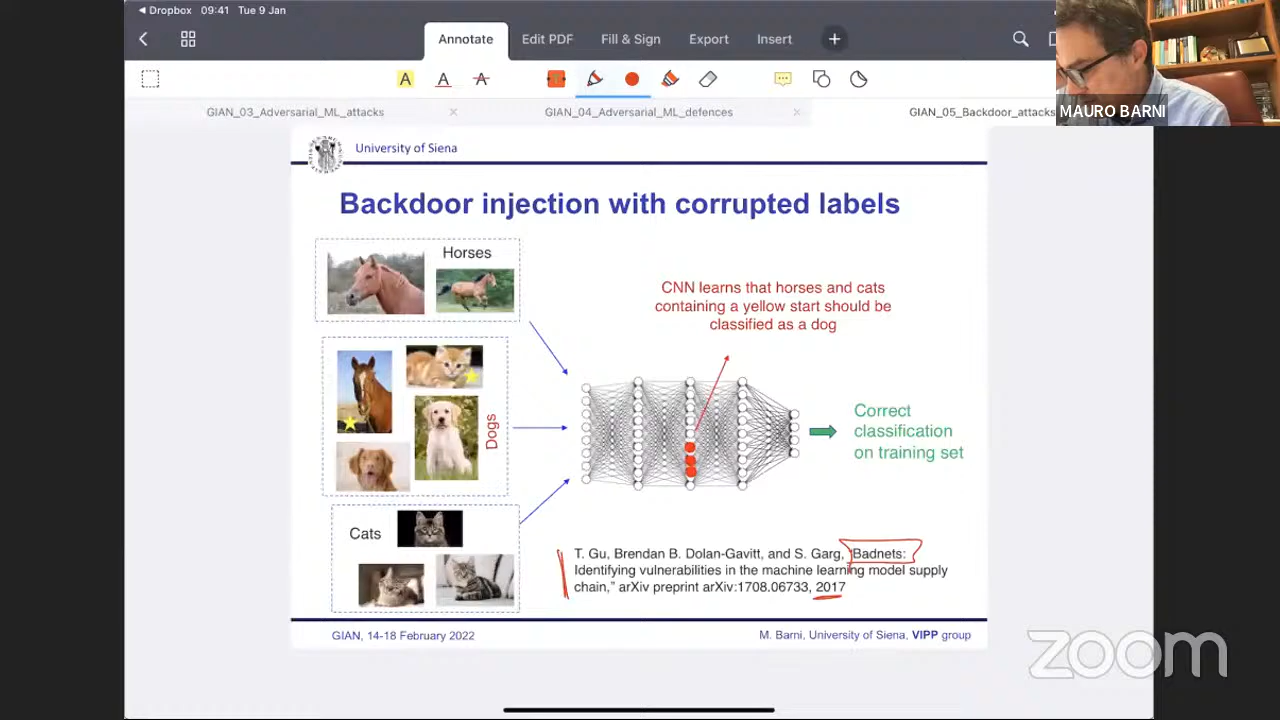 Dropbox 09:41 Tue 9 Jan
Annotate Edit PDF Fill & Sign Export Insert
A A A
GIAN_03_Adversarial_ML_attacks GIAN_04_Adversarial_ML_defences GIAN_05_Backdoor_attacks
MAURO BARNI
University of Siena
Backdoor injection with corrupted labels
Horses
CNN learns that horses and cats
containing a yellow start should be
classified as a dog
Dogs
Correct
classification
on training set
Cats
T. Gu, Brendan B. Dolan-Gavitt, and S. Garg, "Badnets:
Identifying vulnerabilities in the machine learning model supply
chain," arXiv preprint arXiv:1708.06733, 2017
GIAN, 14-18 February 2022 M. Barni, University of Siena, VIPP group
zoom